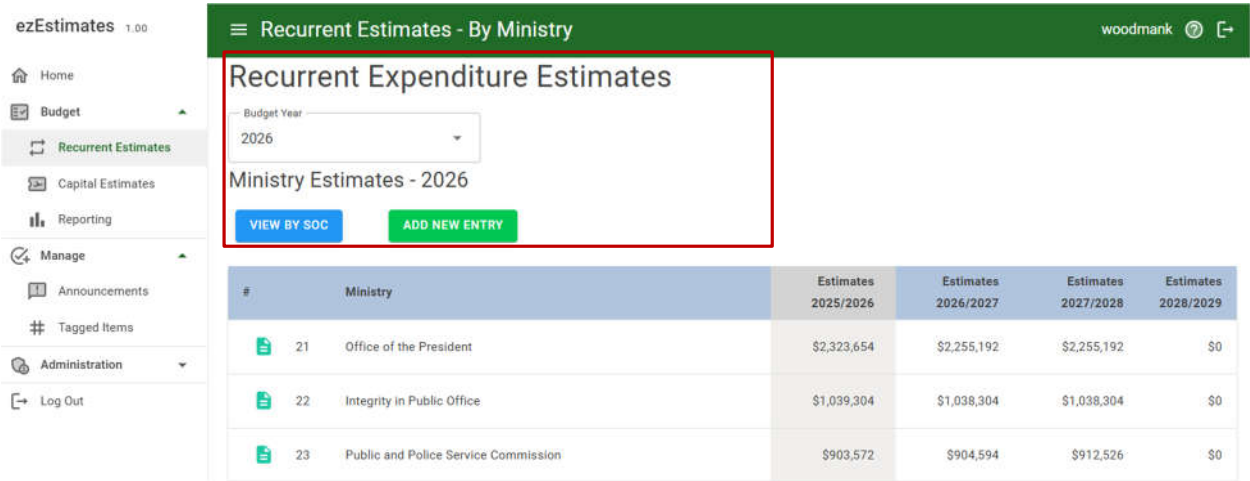 ezEstimates 1.00
Recurrent Estimates - By Ministry
woodmank
Home
Budget
Recurrent Estimates
Capital Estimates
Reporting
Manage
Announcements
Tagged Items
Administration
Log Out
Recurrent Expenditure Estimates
Budget Year
2026
Ministry Estimates - 2026
VIEW BY SOC ADD NEW ENTRY
# Ministry Estimates 2025/2026 Estimates 2026/2027 Estimates 2027/2028 Estimates 2028/2029
21 Office of the President $2,323,654 $2,255,192 $2,255,192 $0
22 Integrity in Public Office $1,039,304 $1,038,304 $1,038,304 $0
23 Public and Police Service Commission $903,572 $904,594 $912,526 $0